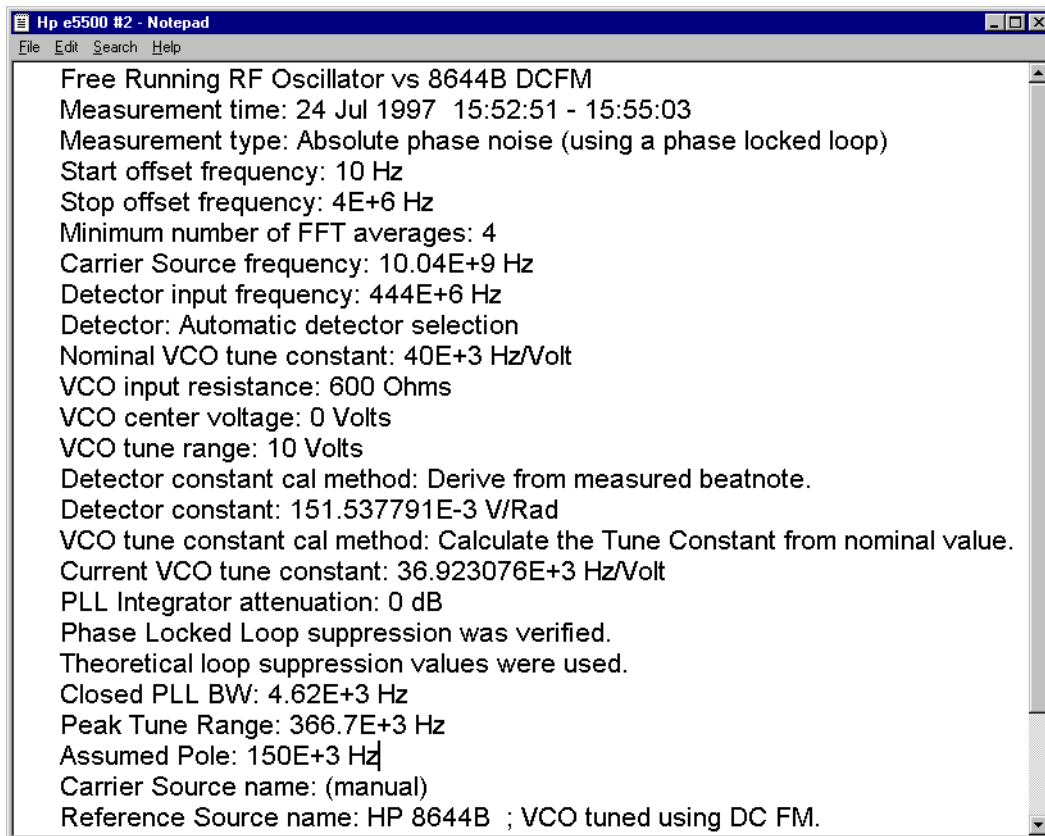 Hp e5500 #2 - Notepad
File Edit Search Help
Free Running RF Oscillator vs 8644B DCFM
Measurement time: 24 Jul 1997 15:52:51 - 15:55:03
Measurement type: Absolute phase noise (using a phase locked loop)
Start offset frequency: 10 Hz
Stop offset frequency: 4E+6 Hz
Minimum number of FFT averages: 4
Carrier Source frequency: 10.04E+9 Hz
Detector input frequency: 444E+6 Hz
Detector: Automatic detector selection
Nominal VCO tune constant: 40E+3 Hz/Volt
VCO input resistance: 600 Ohms
VCO center voltage: 0 Volts
VCO tune range: 10 Volts
Detector constant cal method: Derive from measured beatnote.
Detector constant: 151.537791E-3 V/Rad
VCO tune constant cal method: Calculate the Tune Constant from nominal value.
Current VCO tune constant: 36.923076E+3 Hz/Volt
PLL Integrator attenuation: 0 dB
Phase Locked Loop suppression was verified.
Theoretical loop suppression values were used.
Closed PLL BW: 4.62E+3 Hz
Peak Tune Range: 366.7E+3 Hz
Assumed Pole: 150E+3 Hz
Carrier Source name: (manual)
Reference Source name: HP 8644B ; VCO tuned using DC FM.